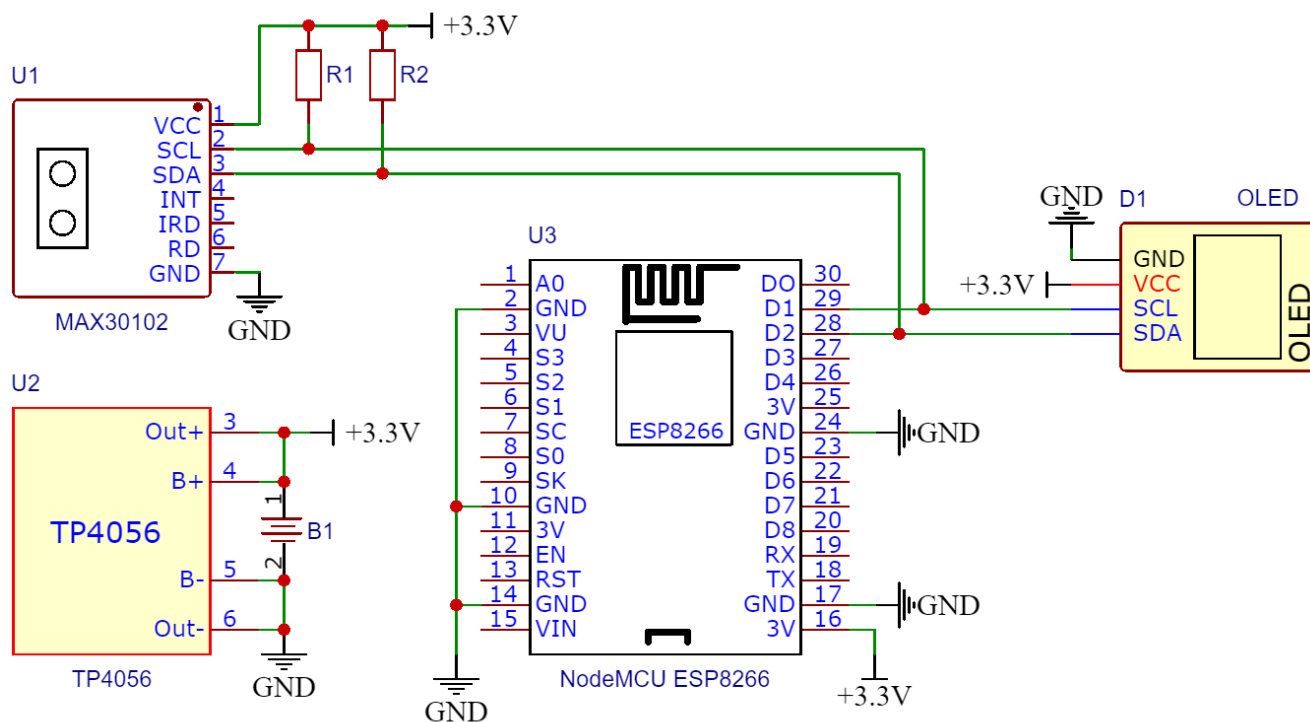 +3.3V
U1
R1
R2
VCC 1
SCL 2
SDA 3
INT 4
IRD 5
RD 6
GND 7
MAX30102
GND
U2
Out+ 3
+3.3V
B+ 4
1
TP4056
B1
2
B- 5
Out- 6
TP4056
GND
U3
1 A0
2 GND
3 VU
4 S3
5 S2
6 S1
7 SC
8 S0
9 SK
10 GND
11 3V
12 EN
13 RST
14 GND
15 VIN
ESP8266
DO 30
D1 29
D2 28
D3 27
D4 26
3V 25
GND 24
D5 23
D6 22
D7 21
D8 20
RX 19
TX 18
GND 17
3V 16
NodeMCU ESP8266
GND
GND
GND
+3.3V
GND
D1
OLED
+3.3V
GND
VCC
SCL
SDA
OLED